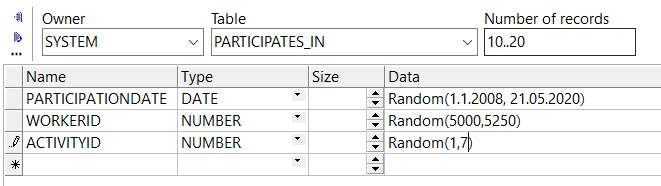 Owner Table Number of records
SYSTEM PARTICIPATES_IN 10..20
Name Type Size Data
PARTICIPATIONDATE DATE Random(1.1.2008, 21.05.2020)
WORKERID NUMBER Random(5000,5250)
ACTIVITYID NUMBER Random(1,7)